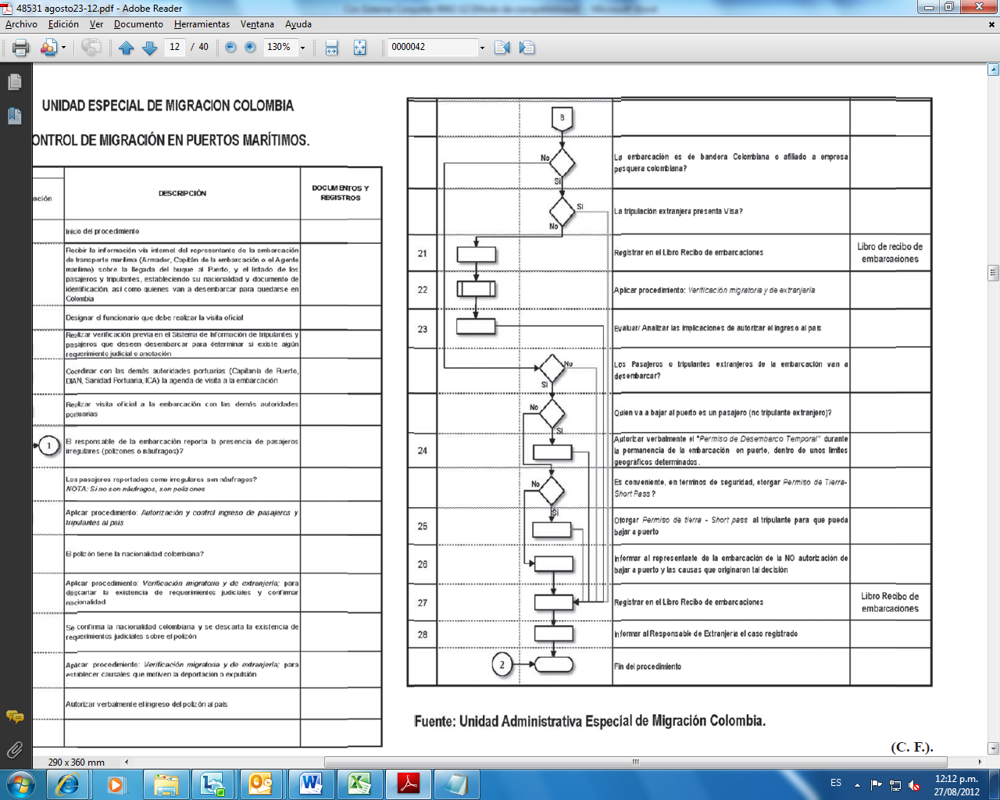 48531 agosto23-12.pdf - Adobe Reader
Archivo Edición Ver Documento Herramientas Ventana Ayuda
12 / 40 130% 0000042
UNIDAD ESPECIAL DE MIGRACION COLOMBIA
ONTROL DE MIGRACIÓN EN PUERTOS MARÍTIMOS.
ación
DESCRIPCIÓN
DOCUMENTOS Y
REGISTROS
Inicio del procedimiento
Recibir la información vía internet del representante de la embarcación
de transporte marítima (Armador, Capitán de la embarcación o el Agente
marítimo) sobre la llegada del buque al Puerto, y el listado de los
pasajeros y tripulantes, estableciendo su nacionalidad y documento de
identificación, así como quienes van a desembarcar para quedarse en
Colombia
Designar el funcionario que debe realizar la visita oficial
Realizar verificación previa en el Sistema de Información de tripulantes y
pasajeros que deseen desembarcar para determinar si existe algún
requerimiento judicial o anotación
Coordinar con las demás autoridades portuarias (Capitanía de Puerto,
DIAN, Sanidad Portuaria, ICA) la agenda de visita a la embarcación
Realizar visita oficial a la embarcación con las demás autoridades
portuarias
1
El responsable de la embarcación reporta la presencia de pasajeros
irregulares (polizones o náufragos)?
Los pasajeros reportados como irregulares son náufragos?
NOTA: Si no son náufragos, son polizones
Aplicar procedimiento: Autorización y control ingreso de pasajeros y
tripulantes al país
El polizón tiene la nacionalidad colombiana?
Aplicar procedimiento: Verificación migratoria y de extranjería; para
descartar la existencia de requerimientos judiciales y confirmar
nacionalidad
Se confirma la nacionalidad colombiana y se descarta la existencia de
requerimientos judiciales sobre el polizón
Aplicar procedimiento: Verificación migratoria y de extranjería; para
establecer causales que motiven la deportación o expulsión
Autorizar verbalmente el ingreso del polizón al país
B
No
Si
La embarcación es de bandera Colombiana o afiliado a empresa
pesquera colombiana?
Si
No
La tripulación extranjera presenta Visa?
21
Registrar en el Libro Recibo de embarcaciones
Libro de recibo de
embarcaciones
22
Aplicar procedimiento: Verificación migratoria y de extranjería
23
Evaluar/ Analizar las implicaciones de autorizar el ingreso al país
No
Si
Los Pasajeros o tripulantes extranjeros de la embarcación van a
desembarcar?
No
Si
Quien va a bajar al puerto es un pasajero (no tripulante extranjero)?
24
Autorizar verbalmente el "Permiso de Desembarco Temporal" durante
la permanencia de la embarcación en puerto, dentro de unos límites
geográficos determinados.
No
Si
Es conveniente, en términos de seguridad, otorgar Permiso de Tierra-
Short Pass?
25
Otorgar Permiso de tierra - Short pass al tripulante para que pueda
bajar a puerto
26
Informar al representante de la embarcación de la NO autorización de
bajar a puerto y las causas que originaron tal decisión
27
Registrar en el Libro Recibo de embarcaciones
Libro Recibo de
embarcaciones
28
Informar al Responsable de Extranjería el caso registrado
2
Fin del procedimiento
Fuente: Unidad Administrativa Especial de Migración Colombia.
(C. F.).
290 x 360 mm
ES
12:12 p.m.
27/08/2012